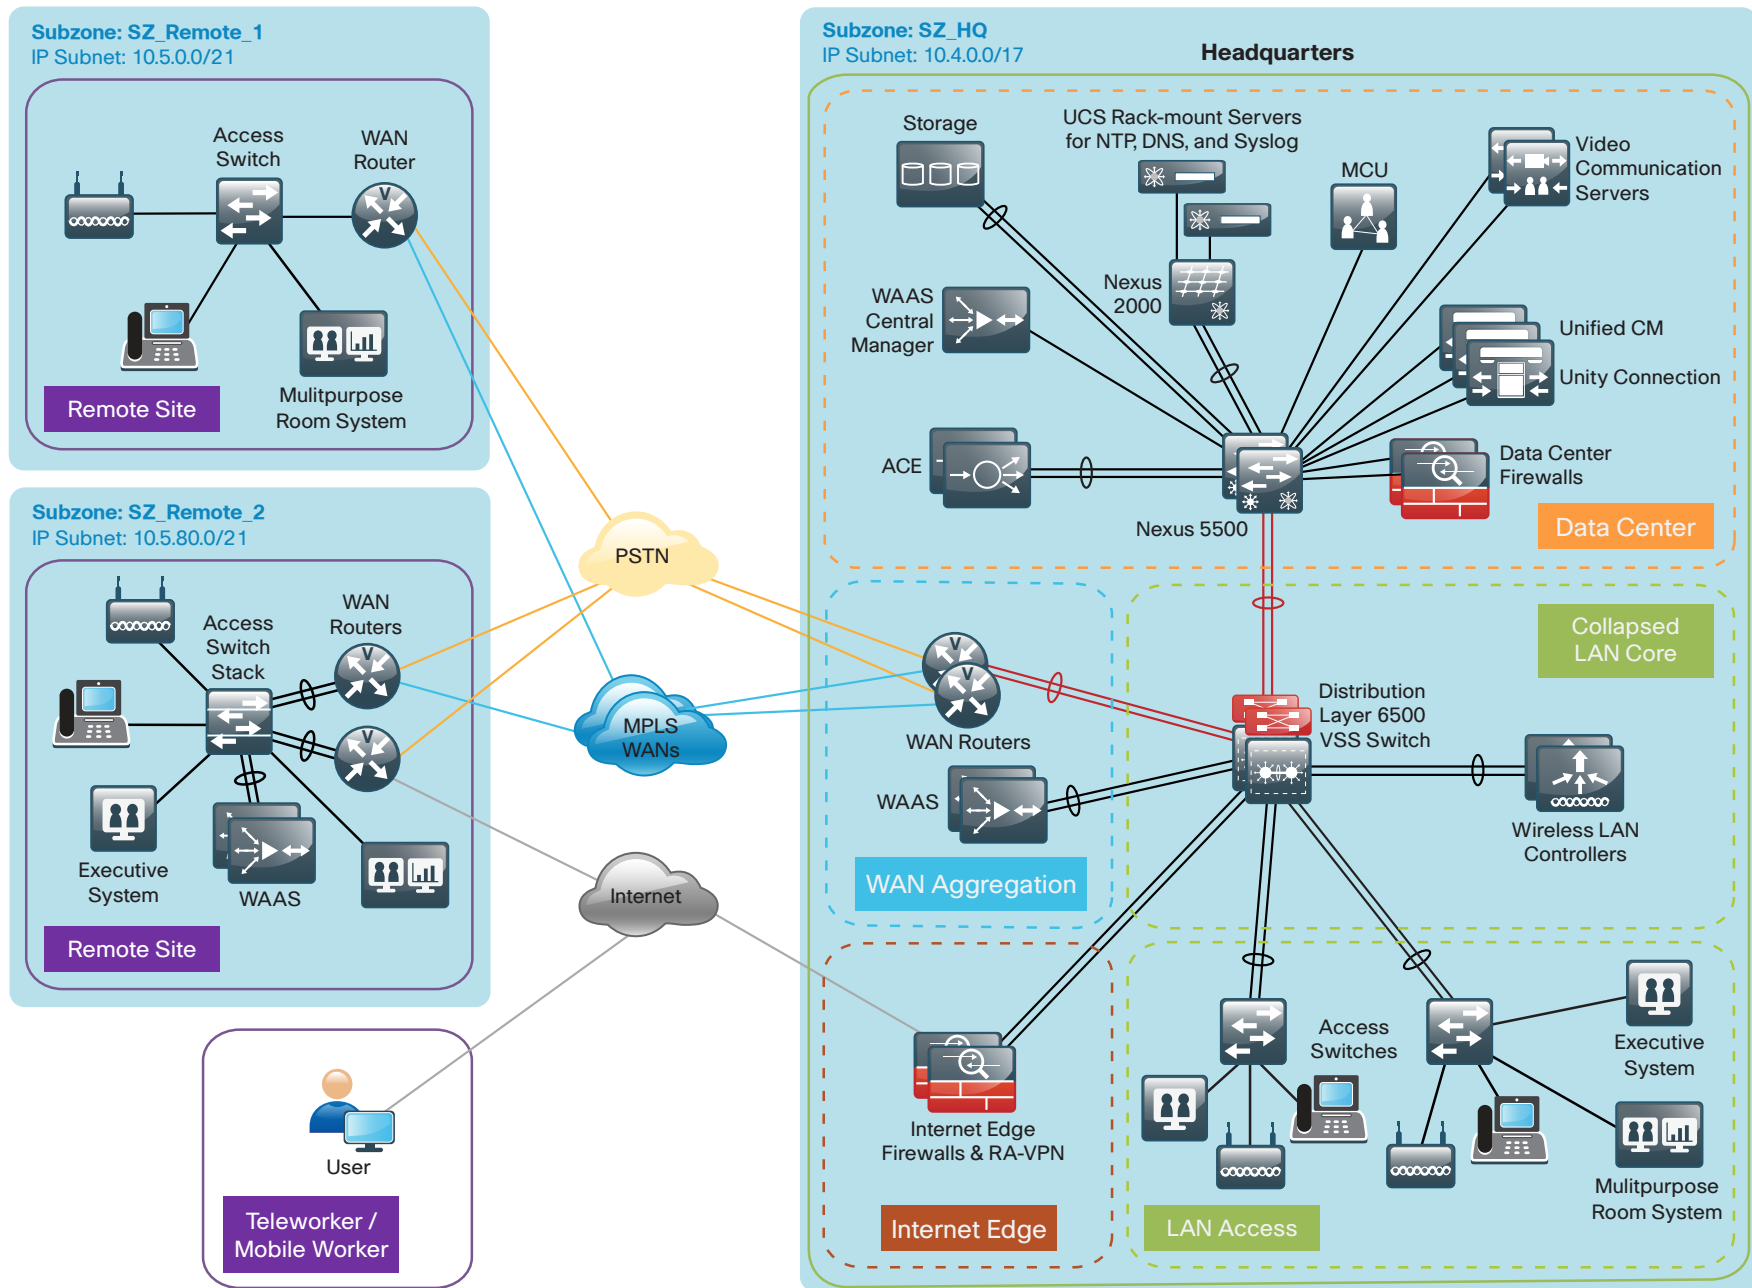 Subzone: SZ_Remote_1
IP Subnet: 10.5.0.0/21
Access
Switch
WAN
Router
V
Mulitpurpose
Room System
Remote Site
Subzone: SZ_Remote_2
IP Subnet: 10.5.80.0/21
Access
Switch
Stack
WAN
Routers
V
V
Executive
System
WAAS
Remote Site
User
Teleworker /
Mobile Worker
PSTN
MPLS
WANs
Internet
Subzone: SZ_HQ
IP Subnet: 10.4.0.0/17
Headquarters
Storage
UCS Rack-mount Servers
for NTP, DNS, and Syslog
MCU
Video
Communication
Servers
WAAS
Central
Manager
Nexus
2000
Unified CM
Unity Connection
ACE
Data Center
Firewalls
Nexus 5500
Data Center
V
V
WAN Routers
WAAS
WAN Aggregation
Collapsed
LAN Core
Distribution
Layer 6500
VSS Switch
Wireless LAN
Controllers
Internet Edge
Firewalls & RA-VPN
Internet Edge
Access
Switches
Executive
System
Mulitpurpose
Room System
LAN Access